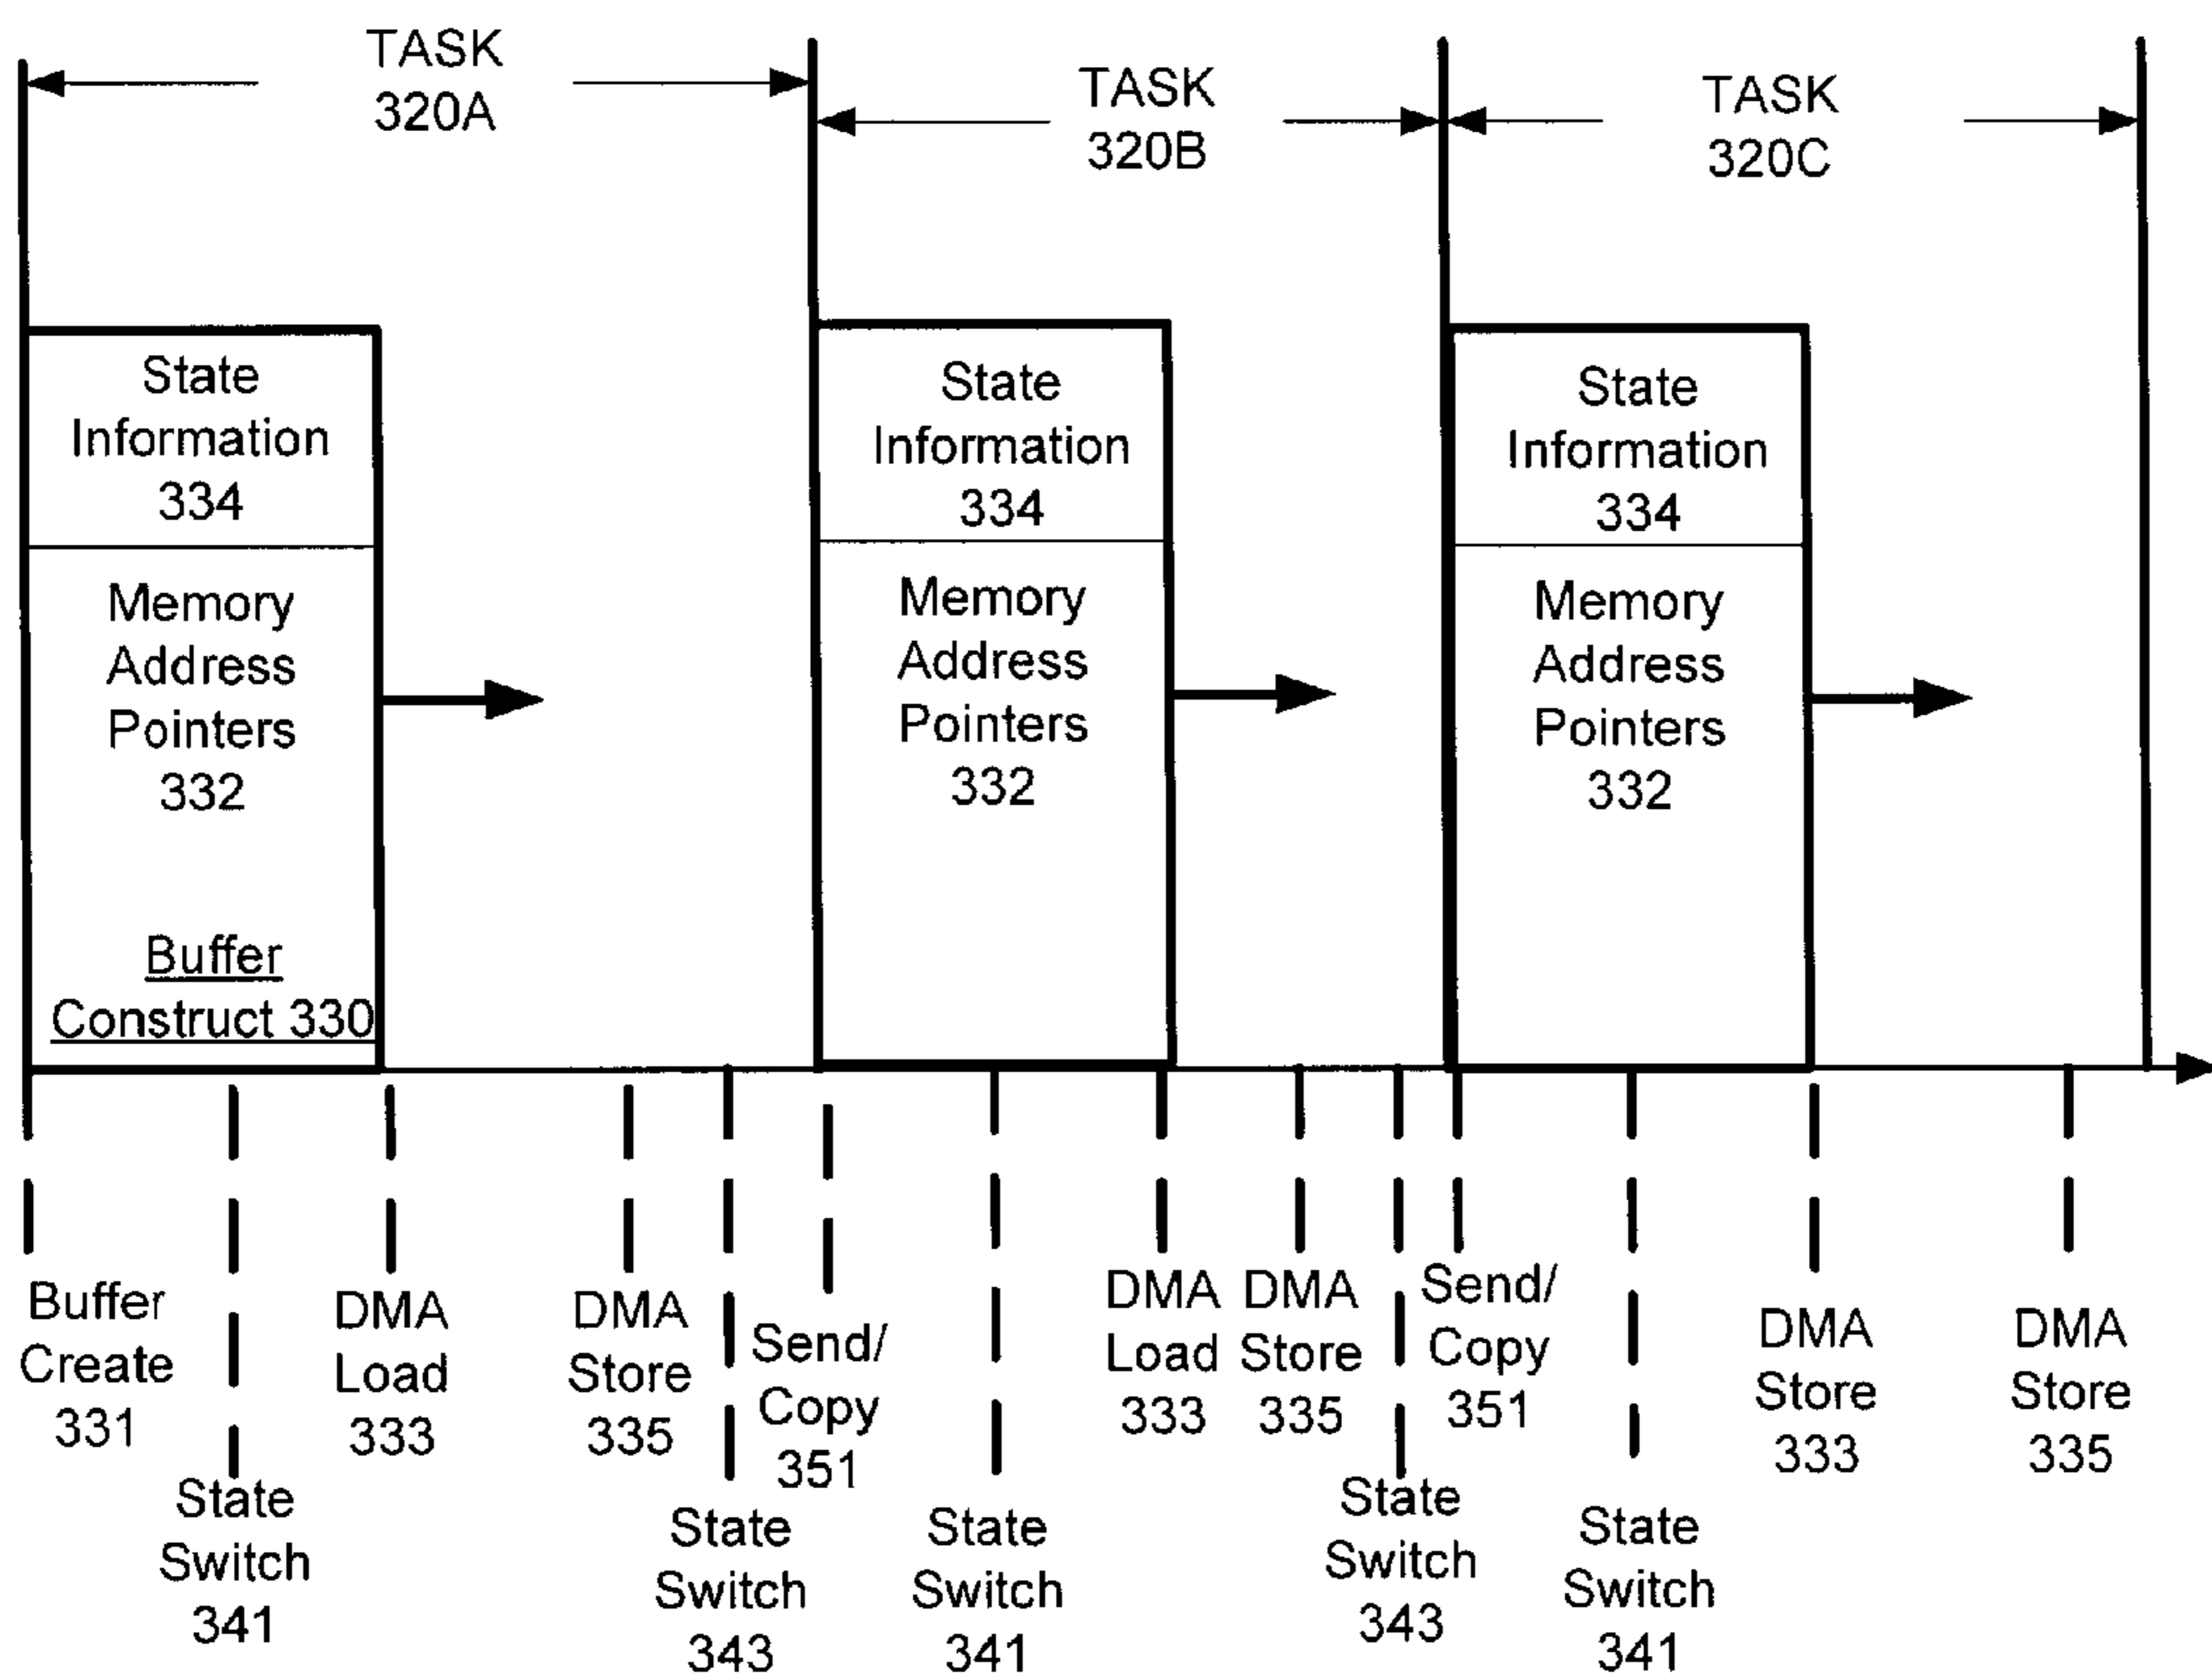 TASK
320A
TASK
320B
TASK
320C
State
Information
334
Memory
Address
Pointers
332
Buffer
Construct 330
State
Information
334
Memory
Address
Pointers
332
State
Information
334
Memory
Address
Pointers
332
Buffer
Create
331
State
Switch
341
DMA
Load
333
DMA
Store
335
State
Switch
343
Send/
Copy
351
State
Switch
341
DMA
Load
333
DMA
Store
335
State
Switch
343
Send/
Copy
351
State
Switch
341
DMA
Store
333
DMA
Store
335